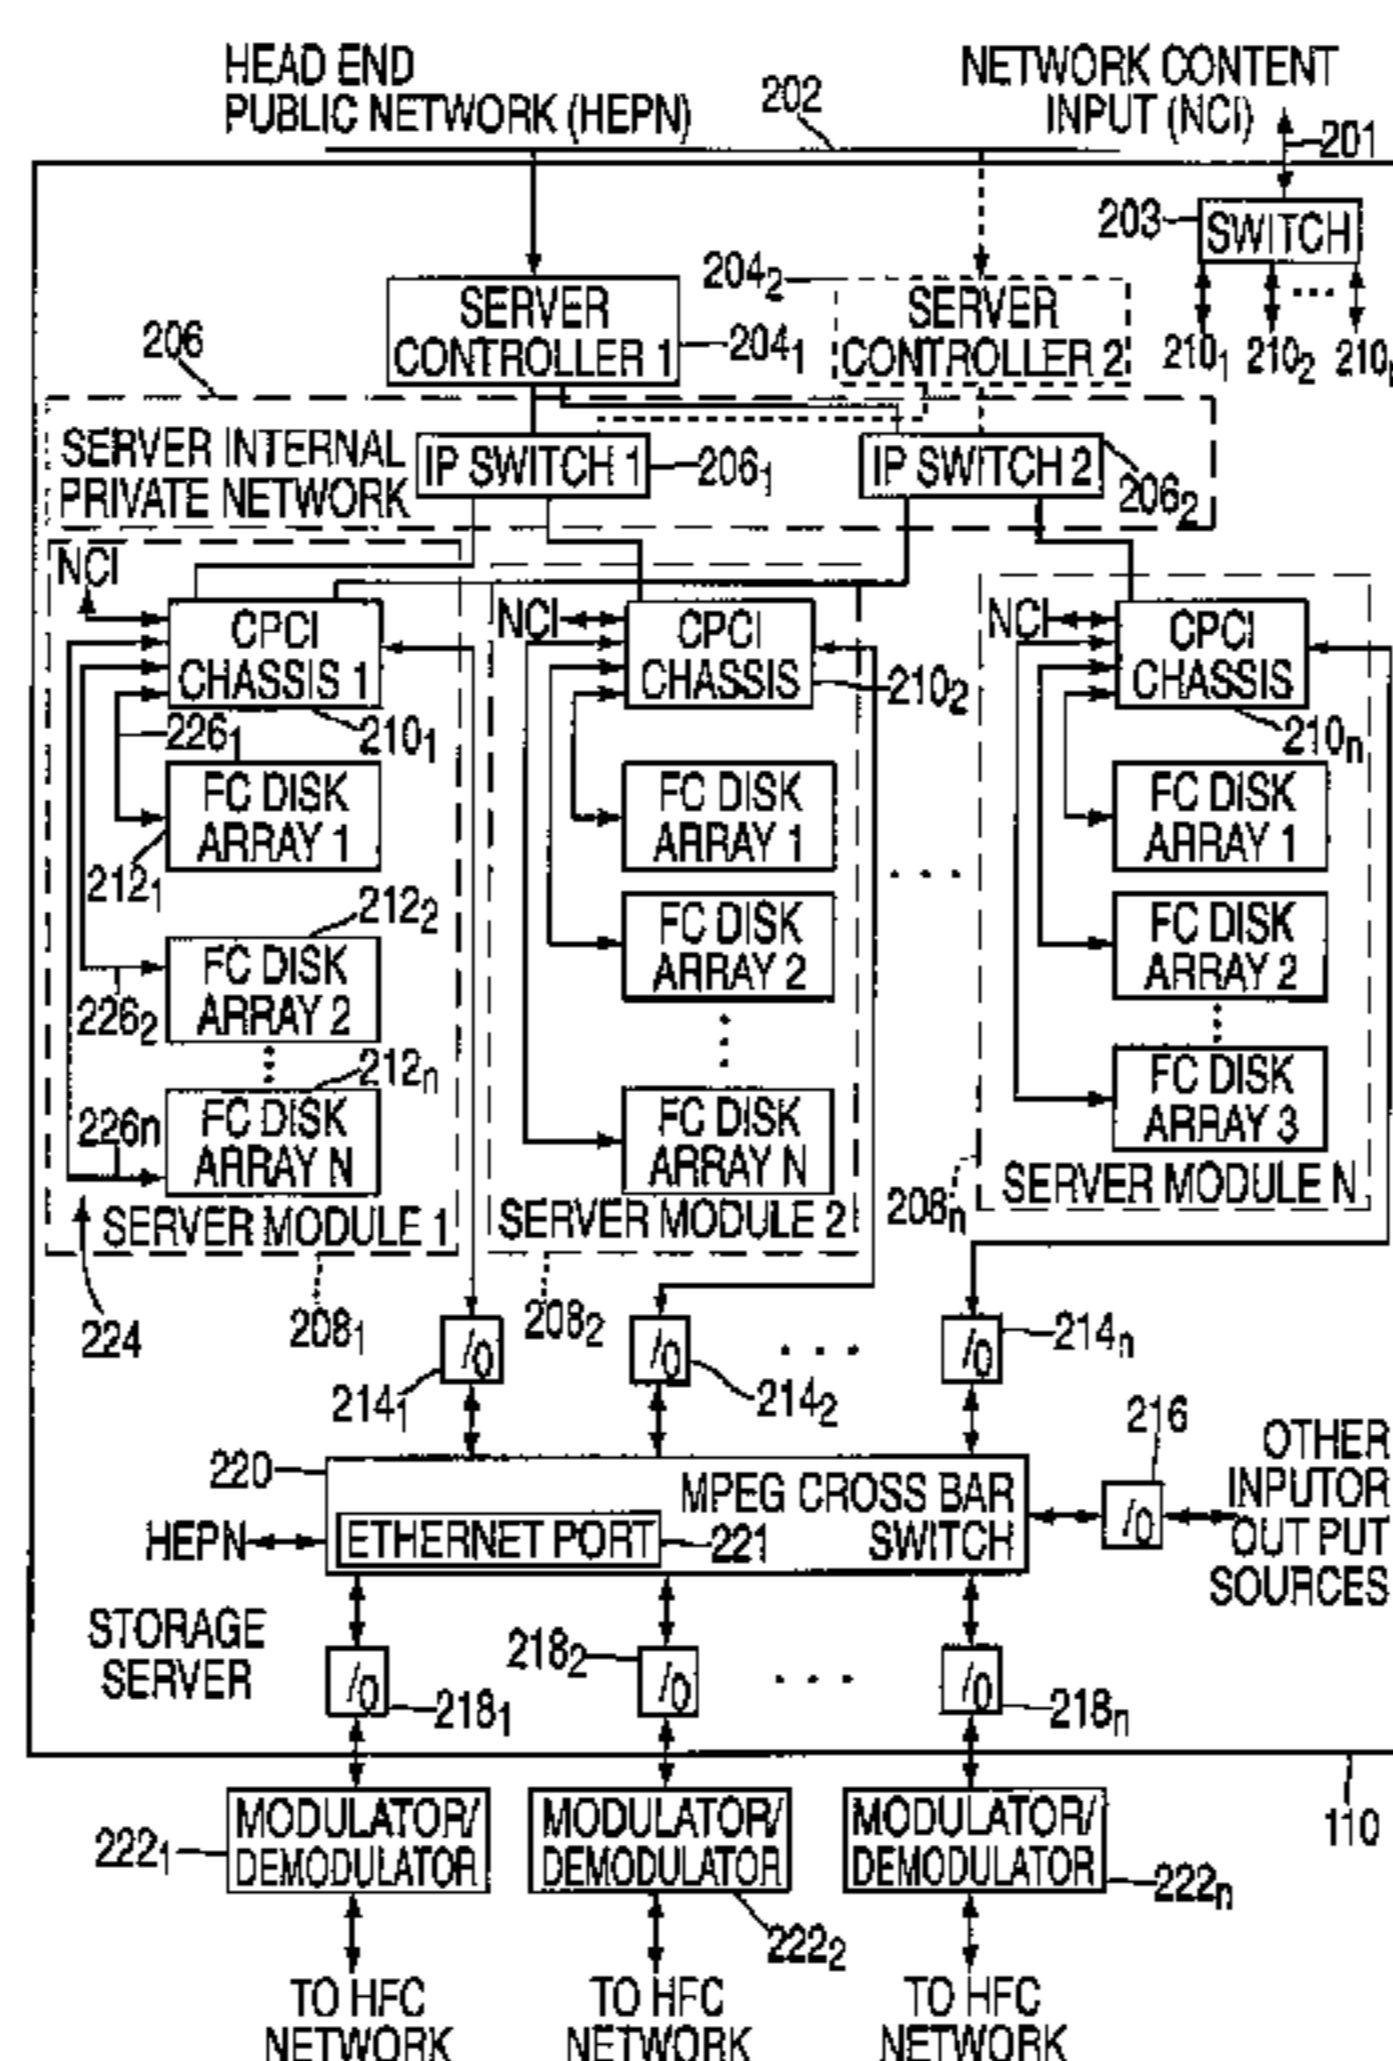 HEAD END
PUBLIC NETWORK (HEPN)
202
NETWORK CONTENT
INPUT (NCI)
201
203
SWITCH
210₁
210₂
204₂
SERVER
CONTROLLER 1
204₁
SERVER
CONTROLLER 2
206
SERVER INTERNAL
PRIVATE NETWORK
IP SWITCH 1
206₁
IP SWITCH 2
206₂
NCI
CPCI
CHASSIS 1
210₁
226₁
FC DISK
ARRAY 1
212₁
212₂
FC DISK
ARRAY 2
226₂
212n
226n
FC DISK
ARRAY N
SERVER MODULE 1
224
208₁
NCI
CPCI
CHASSIS
210₂
FC DISK
ARRAY 1
FC DISK
ARRAY 2
FC DISK
ARRAY N
SERVER MODULE 2
208₂
. . .
NCI
CPCI
CHASSIS
210n
FC DISK
ARRAY 1
FC DISK
ARRAY 2
FC DISK
ARRAY 3
SERVER MODULE N
208n
I/O
214₁
I/O
214₂
. . .
I/O
214n
216
220
MPEG CROSS BAR
SWITCH
ETHERNET PORT
221
HEPN
I/O
OTHER
INPUTOR
OUT PUT
SOURCES
STORAGE
SERVER
I/O
218₁
218₂
I/O
. . .
I/O
218n
110
222₁
MODULATOR/
DEMODULATOR
MODULATOR/
DEMODULATOR
222₂
MODULATOR/
DEMODULATOR
222n
TO HFC
NETWORK
TO HFC
NETWORK
TO HFC
NETWORK